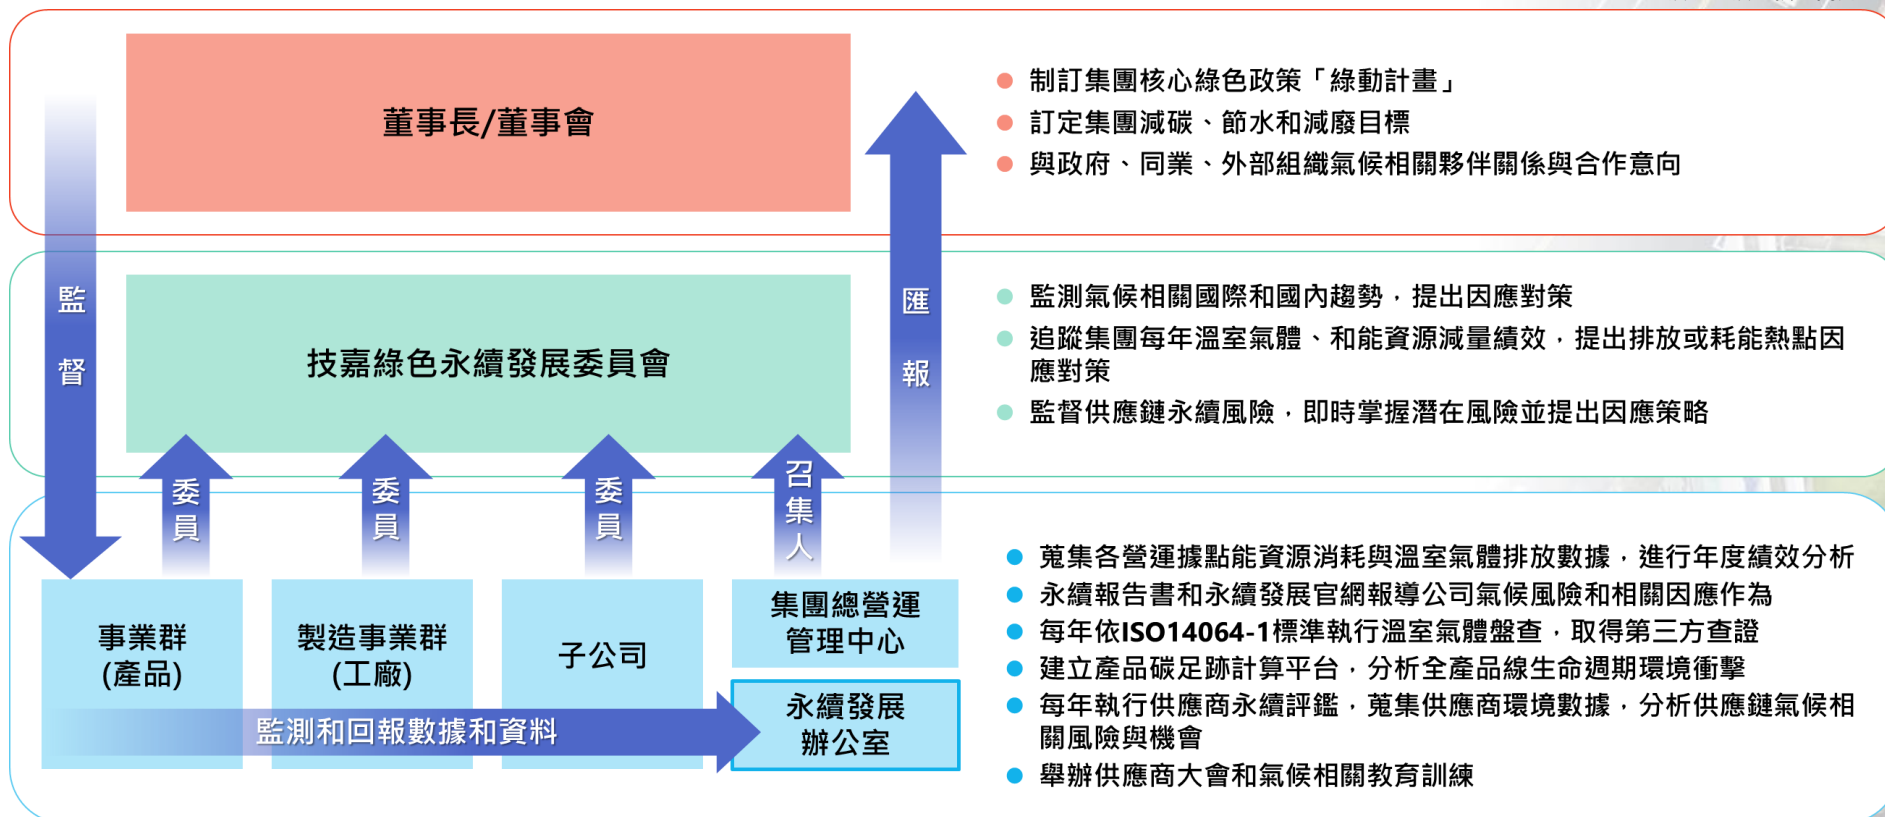 董事長/董事會
制訂集團核心綠色政策「綠動計畫」
訂定集團減碳、節水和減廢目標
與政府、同業、外部組織氣候相關夥伴關係與合作意向
監督
匯報
技嘉綠色永續發展委員會
監測氣候相關國際和國內趨勢，提出因應對策
追蹤集團每年溫室氣體、和能資源減量績效，提出排放或耗能熱點因
應對策
監督供應鏈永續風險，即時掌握潛在風險並提出因應策略
委員
委員
委員
召集人
事業群
(產品)
製造事業群
(工廠)
子公司
集團總營運
管理中心
永續發展
辦公室
監測和回報數據和資料
蒐集各營運據點能資源消耗與溫室氣體排放數據，進行年度績效分析
永續報告書和永續發展官網報導公司氣候風險和相關因應作為
每年依ISO14064-1標準執行溫室氣體盤查，取得第三方查證
建立產品碳足跡計算平台，分析全產品線生命週期環境衝擊
每年執行供應商永續評鑑，蒐集供應商環境數據，分析供應鏈氣候相
關風險與機會
舉辦供應商大會和氣候相關教育訓練